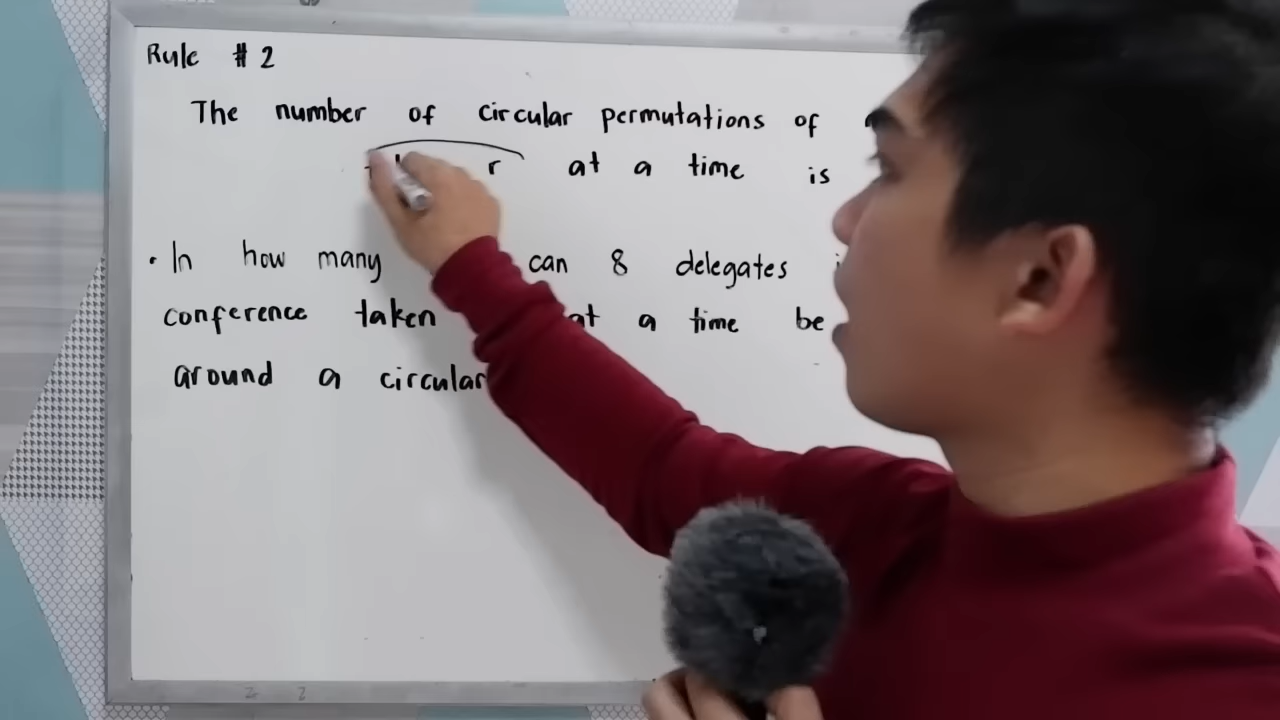 Rule # 2
The number of circular permutations of
r at a time is
• In how many can 8 delegates
conference taken at a time be
around a circular